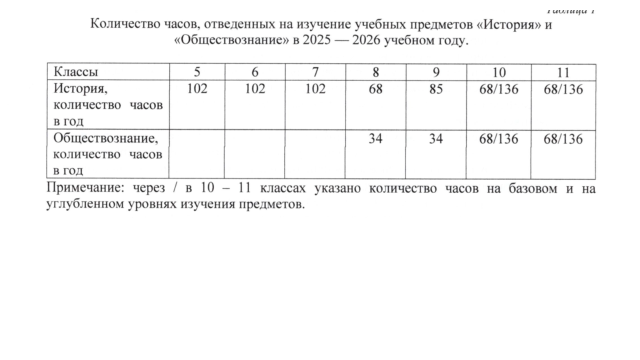 Таблица 1
Количество часов, отведенных на изучение учебных предметов «История» и
«Обществознание» в 2025 — 2026 учебном году.
Классы 5 6 7 8 9 10 11
История, 102 102 102 68 85 68/136 68/136
количество часов
в год
Обществознание, 34 34 68/136 68/136
количество часов
в год
Примечание: через / в 10 – 11 классах указано количество часов на базовом и на
углубленном уровнях изучения предметов.